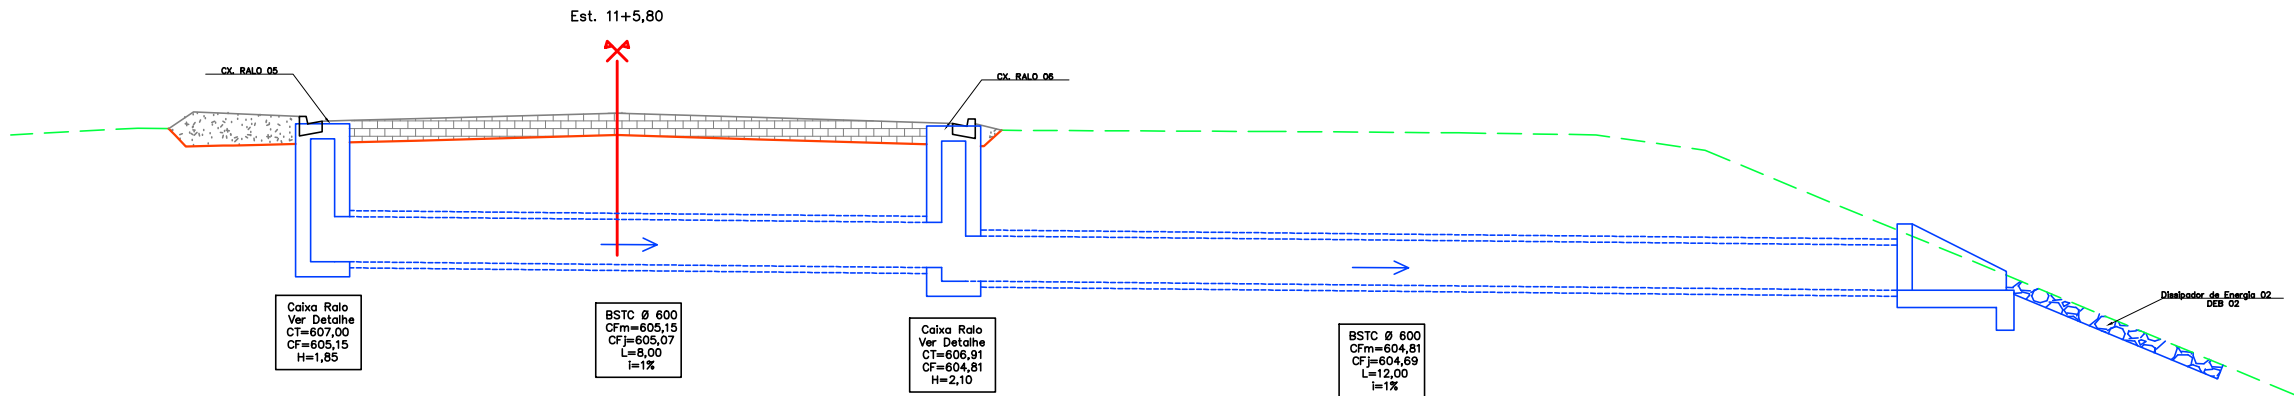 Est. 11+5,80
CX. RALO 05
CX. RALO 06
Caixa Ralo
Ver Detalhe
CT=607,00
CF=605,15
H=1,85
BSTC Ø 600
CFm=605,15
CFj=605,07
L=8,00
i=1%
Caixa Ralo
Ver Detalhe
CT=606,91
CF=604,81
H=2,10
BSTC Ø 600
CFm=604,81
CFj=604,69
L=12,00
i=1%
Dissipador de Energia 02
DEB 02